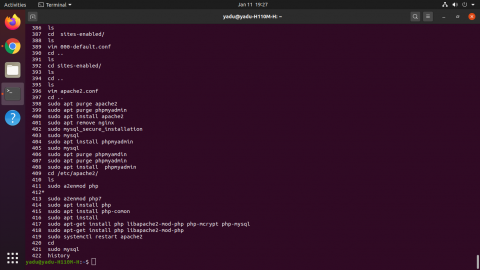 Activities
Terminal
Jan 11 19:27
yadu@yadu-H110M-H: ~
386 ls
387 cd sites-enabled/
388 ls
389 vim 000-default.conf
390 cd ..
391 ls
392 cd sites-enabled/
393 ls
394 cd ..
395 ls
396 vim apache2.conf
397 cd ..
398 sudo apt purge apache2
399 sudo apt purge phpmyadmin
400 sudo apt install apache2
401 sudo apt remove nginx
402 sudo mysql_secure_installation
403 sudo mysql
404 sudo apt install phpmyadmin
405 sudo mysql
406 sudo apt purge phpmyamdin
407 sudo apt purge phpmyadmin
408 sudo apt install phpmyadmin
409 cd /etc/apache2/
410 ls
411 sudo a2enmod php
412*
413 sudo a2enmod php7
414 sudo apt install php
415 sudo apt install php-comon
416 sudo apt install
417 sudo apt-get install php libapache2-mod-php php-mcrypt php-mysql
418 sudo apt-get install php libapache2-mod-php
419 sudo systemctl restart apache2
420 cd
421 sudo mysql
422 history
yadu@yadu-H110M-H:~$